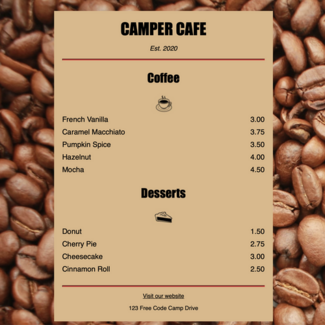 CAMPER CAFE
Est. 2020
Coffee
French Vanilla 3.00
Caramel Macchiato 3.75
Pumpkin Spice 3.50
Hazelnut 4.00
Mocha 4.50
Desserts
Donut 1.50
Cherry Pie 2.75
Cheesecake 3.00
Cinnamon Roll 2.50
Visit our website
123 Free Code Camp Drive